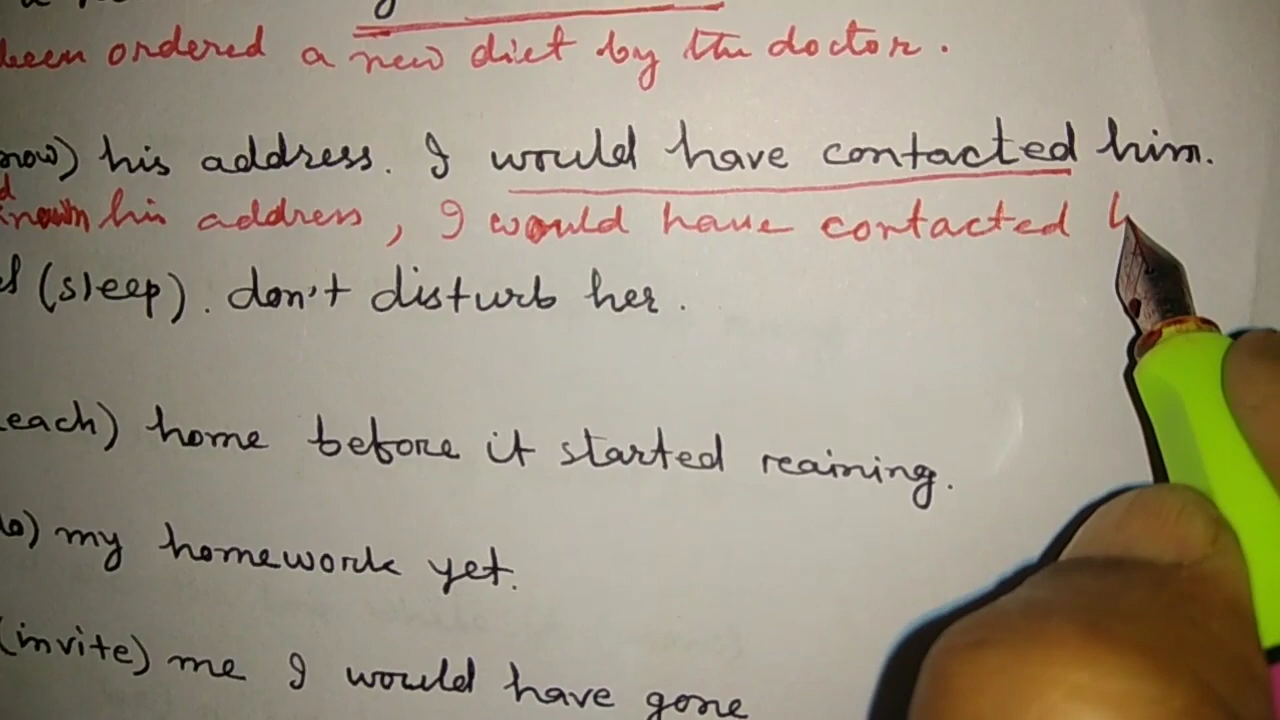 been ordered a new diet by the doctor.
his address. I would have contacted him.
known his address, I would have contacted h
(sleep). don't disturb her.
each) home before it started reaining.
my homework yet.
(invite) me I would have gone